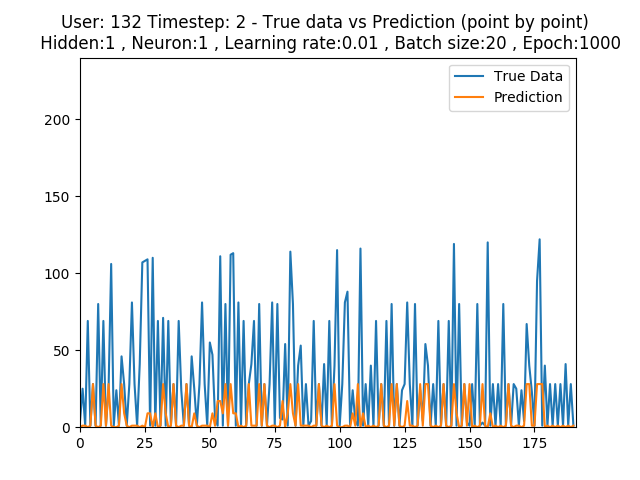 User: 132 Timestep: 2 - True data vs Prediction (point by point)
Hidden:1 , Neuron:1 , Learning rate:0.01 , Batch size:20 , Epoch:1000
True Data
Prediction
200
150
100
50
0
0 25 50 75 100 125 150 175